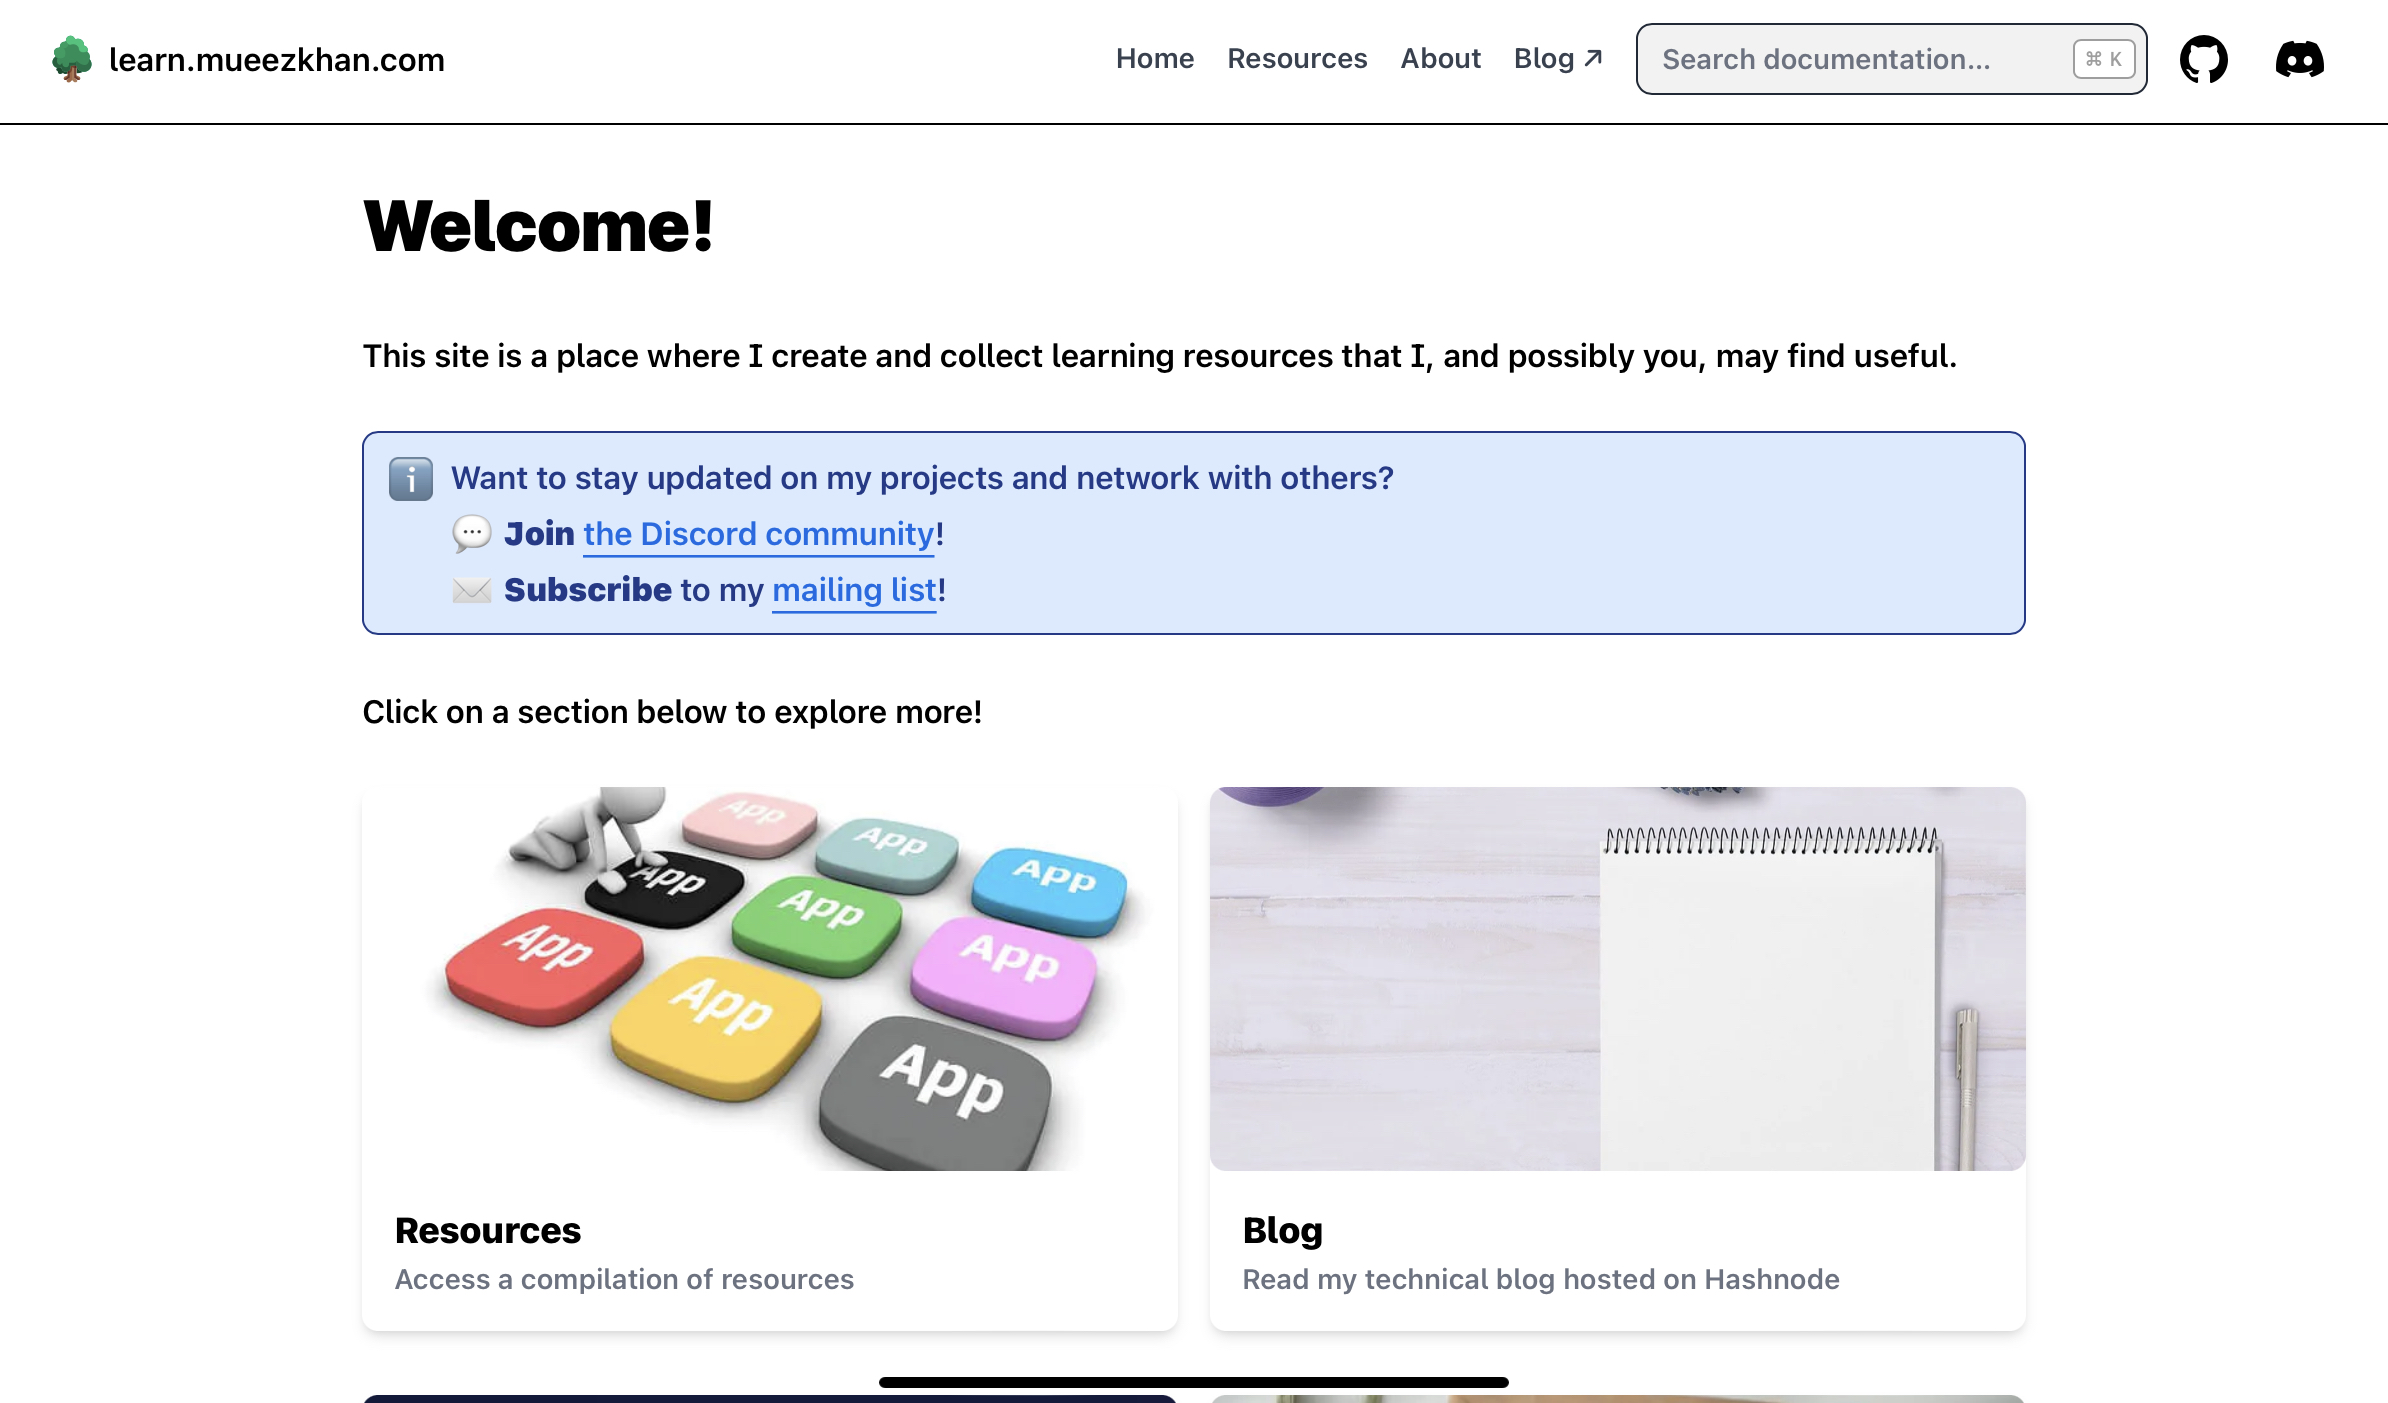 learn.mueezkhan.com
Home Resources About Blog ↗ Search documentation... ⌘ K
Welcome!
This site is a place where I create and collect learning resources that I, and possibly you, may find useful.
ℹ️ Want to stay updated on my projects and network with others?
💬 Join the Discord community!
✉️ Subscribe to my mailing list!
Click on a section below to explore more!
App
App
App
App
App
App
App
App
App
Resources
Access a compilation of resources
Blog
Read my technical blog hosted on Hashnode